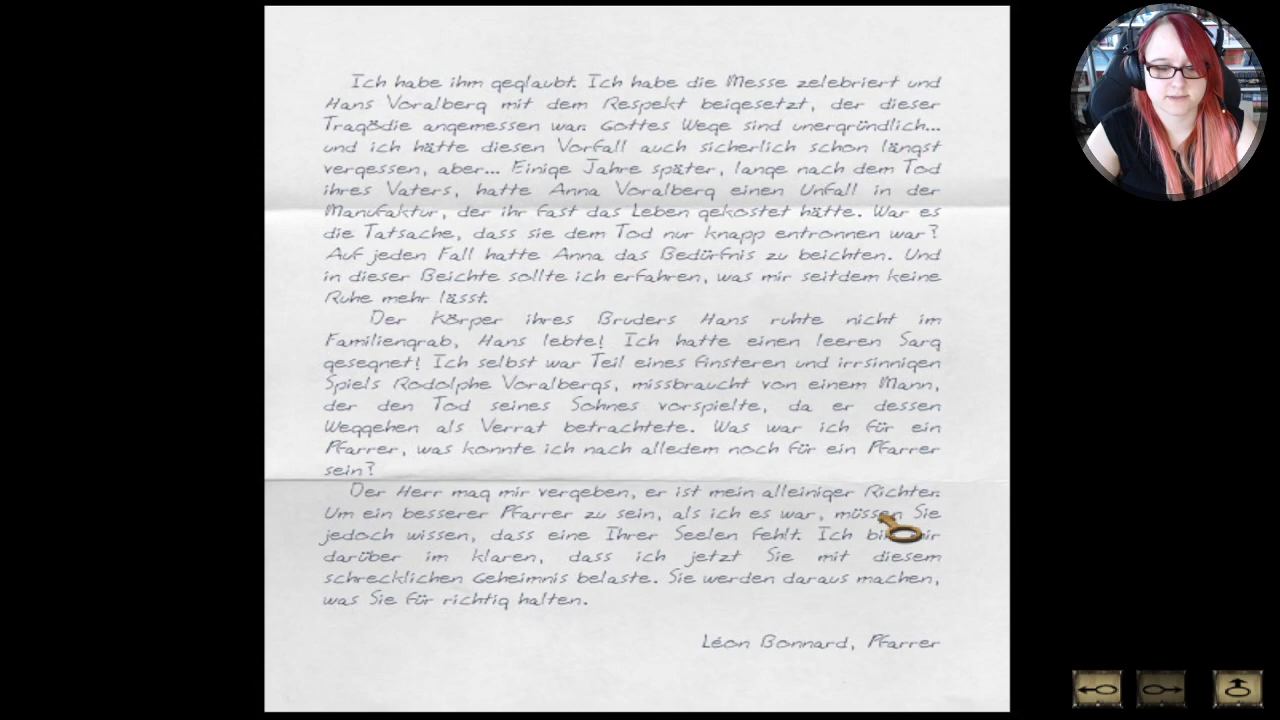 Ich habe ihm geglaubt. Ich habe die Messe zelebriert und
Hans Voralberg mit dem Respekt beigesetzt, der dieser
Tragödie angemessen war. Gottes Wege sind unergründlich...
und ich hätte diesen Vorfall auch sicherlich schon längst
vergessen, aber... Einige Jahre später, lange nach dem Tod
ihres Vaters, hatte Anna Voralberg einen Unfall in der
Manufaktur, der ihr fast das Leben gekostet hätte. War es
die Tatsache, dass sie dem Tod nur knapp entronnen war?
Auf jeden Fall hatte Anna das Bedürfnis zu beichten. Und
in dieser Beichte sollte ich erfahren, was mir seitdem keine
Ruhe mehr lässt.
Der Körper ihres Bruders Hans ruhte nicht im
Familiengrab, Hans lebte! Ich hatte einen leeren Sarg
gesegnet! Ich selbst war Teil eines finsteren und irrsinnigen
Spiels Rodolphe Voralbergs, missbraucht von einem Mann,
der den Tod seines Sohnes vorspielte, da er dessen
Weggehen als Verrat betrachtete. Was war ich für ein
Pfarrer, was konnte ich nach alledem noch für ein Pfarrer
sein?
Der Herr mag mir vergeben, er ist mein alleiniger Richter.
Um ein besserer Pfarrer zu sein, als ich es war, müssen Sie
jedoch wissen, dass eine Ihrer Seelen fehlt. Ich bin mir
darüber im klaren, dass ich jetzt Sie mit diesem
schrecklichen Geheimnis belaste. Sie werden daraus machen,
was Sie für richtig halten.
Léon Bonnard, Pfarrer